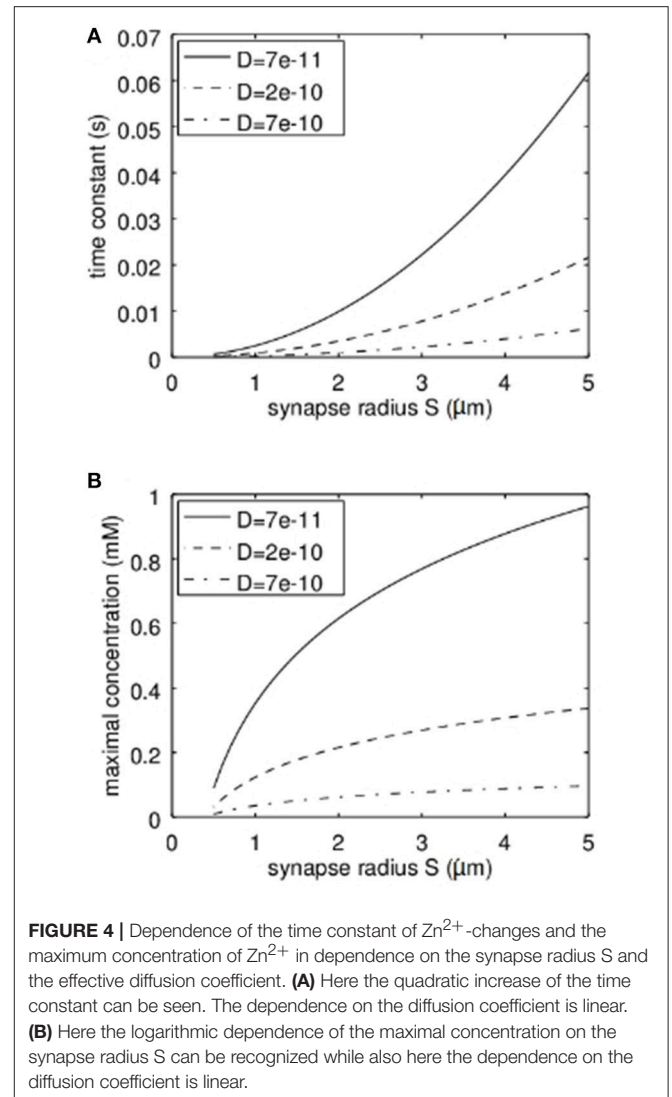 A
0.07
0.06
0.05
0.04
0.03
0.02
0.01
0
time constant (s)
D=7e-11
D=2e-10
D=7e-10
0 1 2 3 4 5
synapse radius S (µm)
B
1
0.8
0.6
0.4
0.2
0
maximal concentration (mM)
D=7e-11
D=2e-10
D=7e-10
0 1 2 3 4 5
synapse radius S (µm)
FIGURE 4 | Dependence of the time constant of Zn²⁺-changes and the
maximum concentration of Zn²⁺ in dependence on the synapse radius S and
the effective diffusion coefficient. (A) Here the quadratic increase of the time
constant can be seen. The dependence on the diffusion coefficient is linear.
(B) Here the logarithmic dependence of the maximal concentration on the
synapse radius S can be recognized while also here the dependence on the
diffusion coefficient is linear.